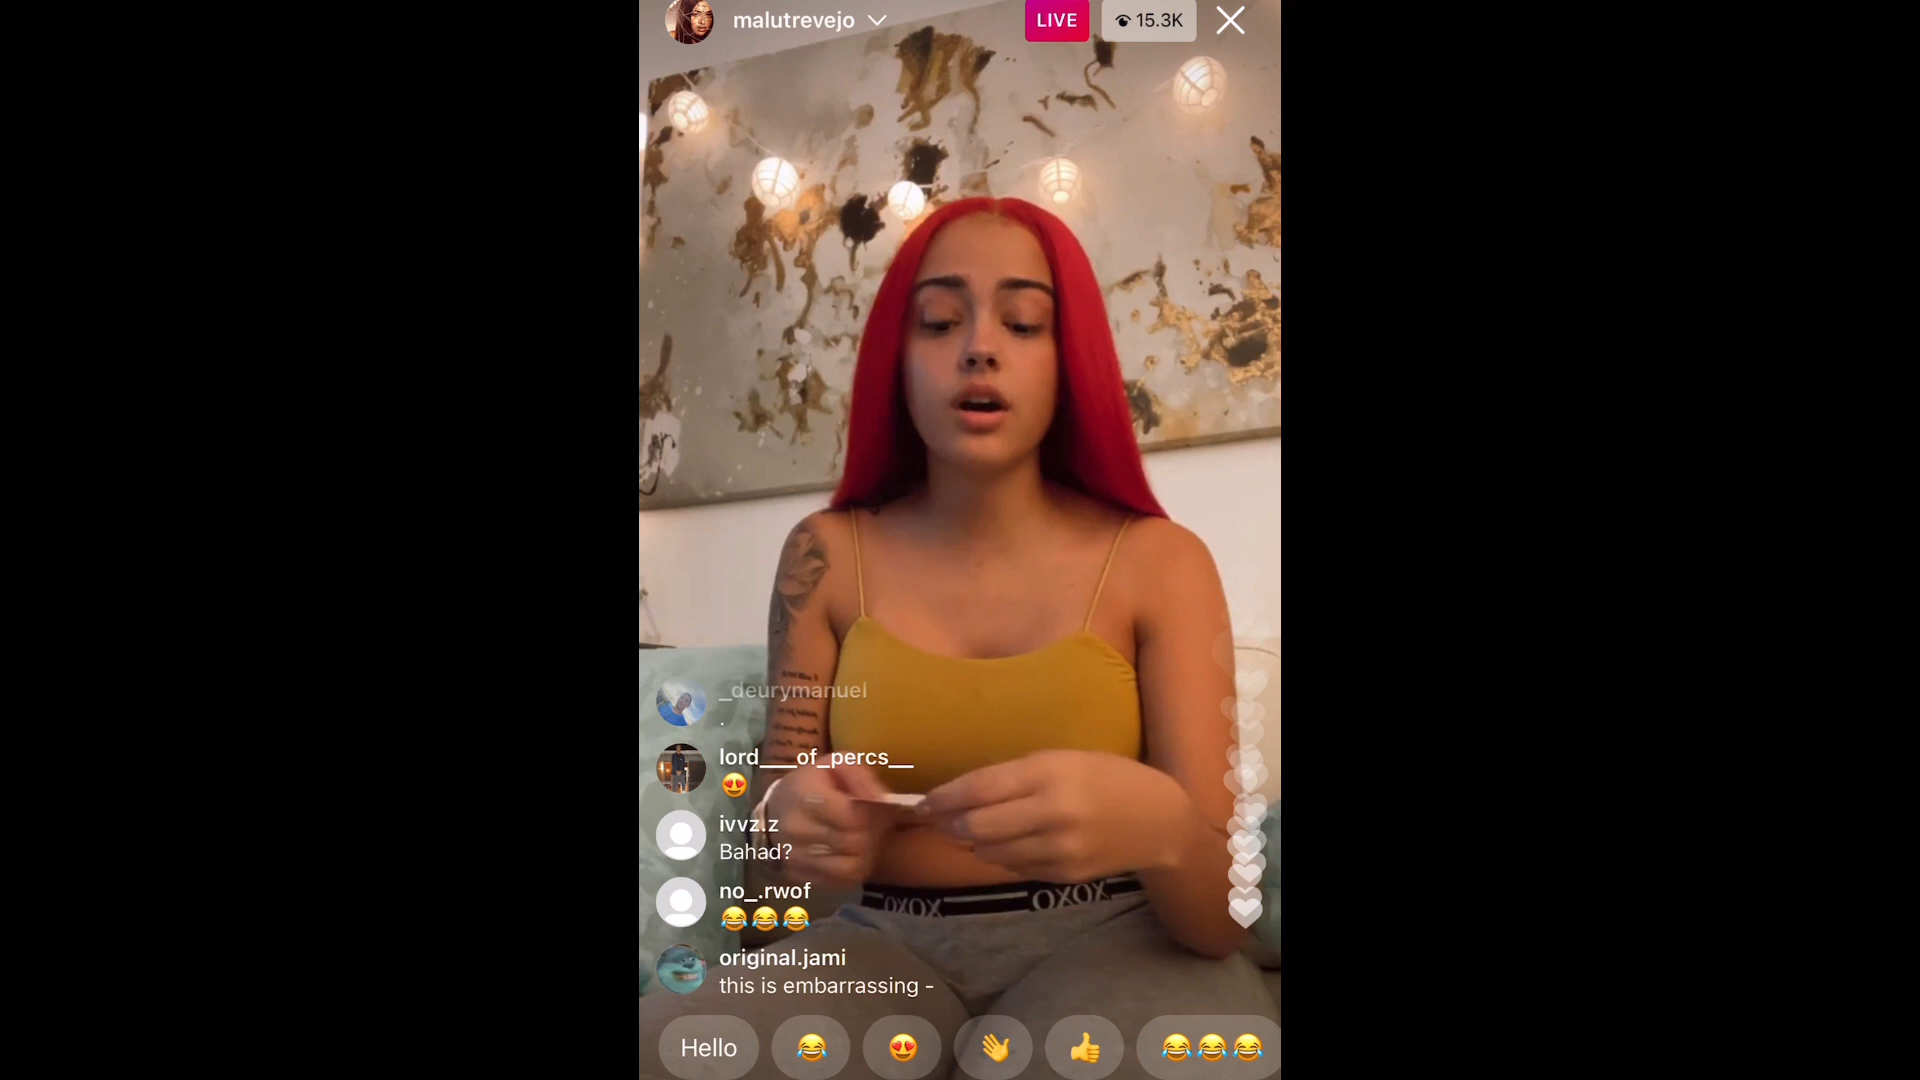 malutrevejo
LIVE
15.3K
_deurymanuel
.
lord___of_percs__
😍
ivvz.z
Bahad?
no_.rwof
😂😂😂
original.jami
this is embarrassing -
OXOX
OXOX
Hello
😂
😍
👋
👍
😂😂😂